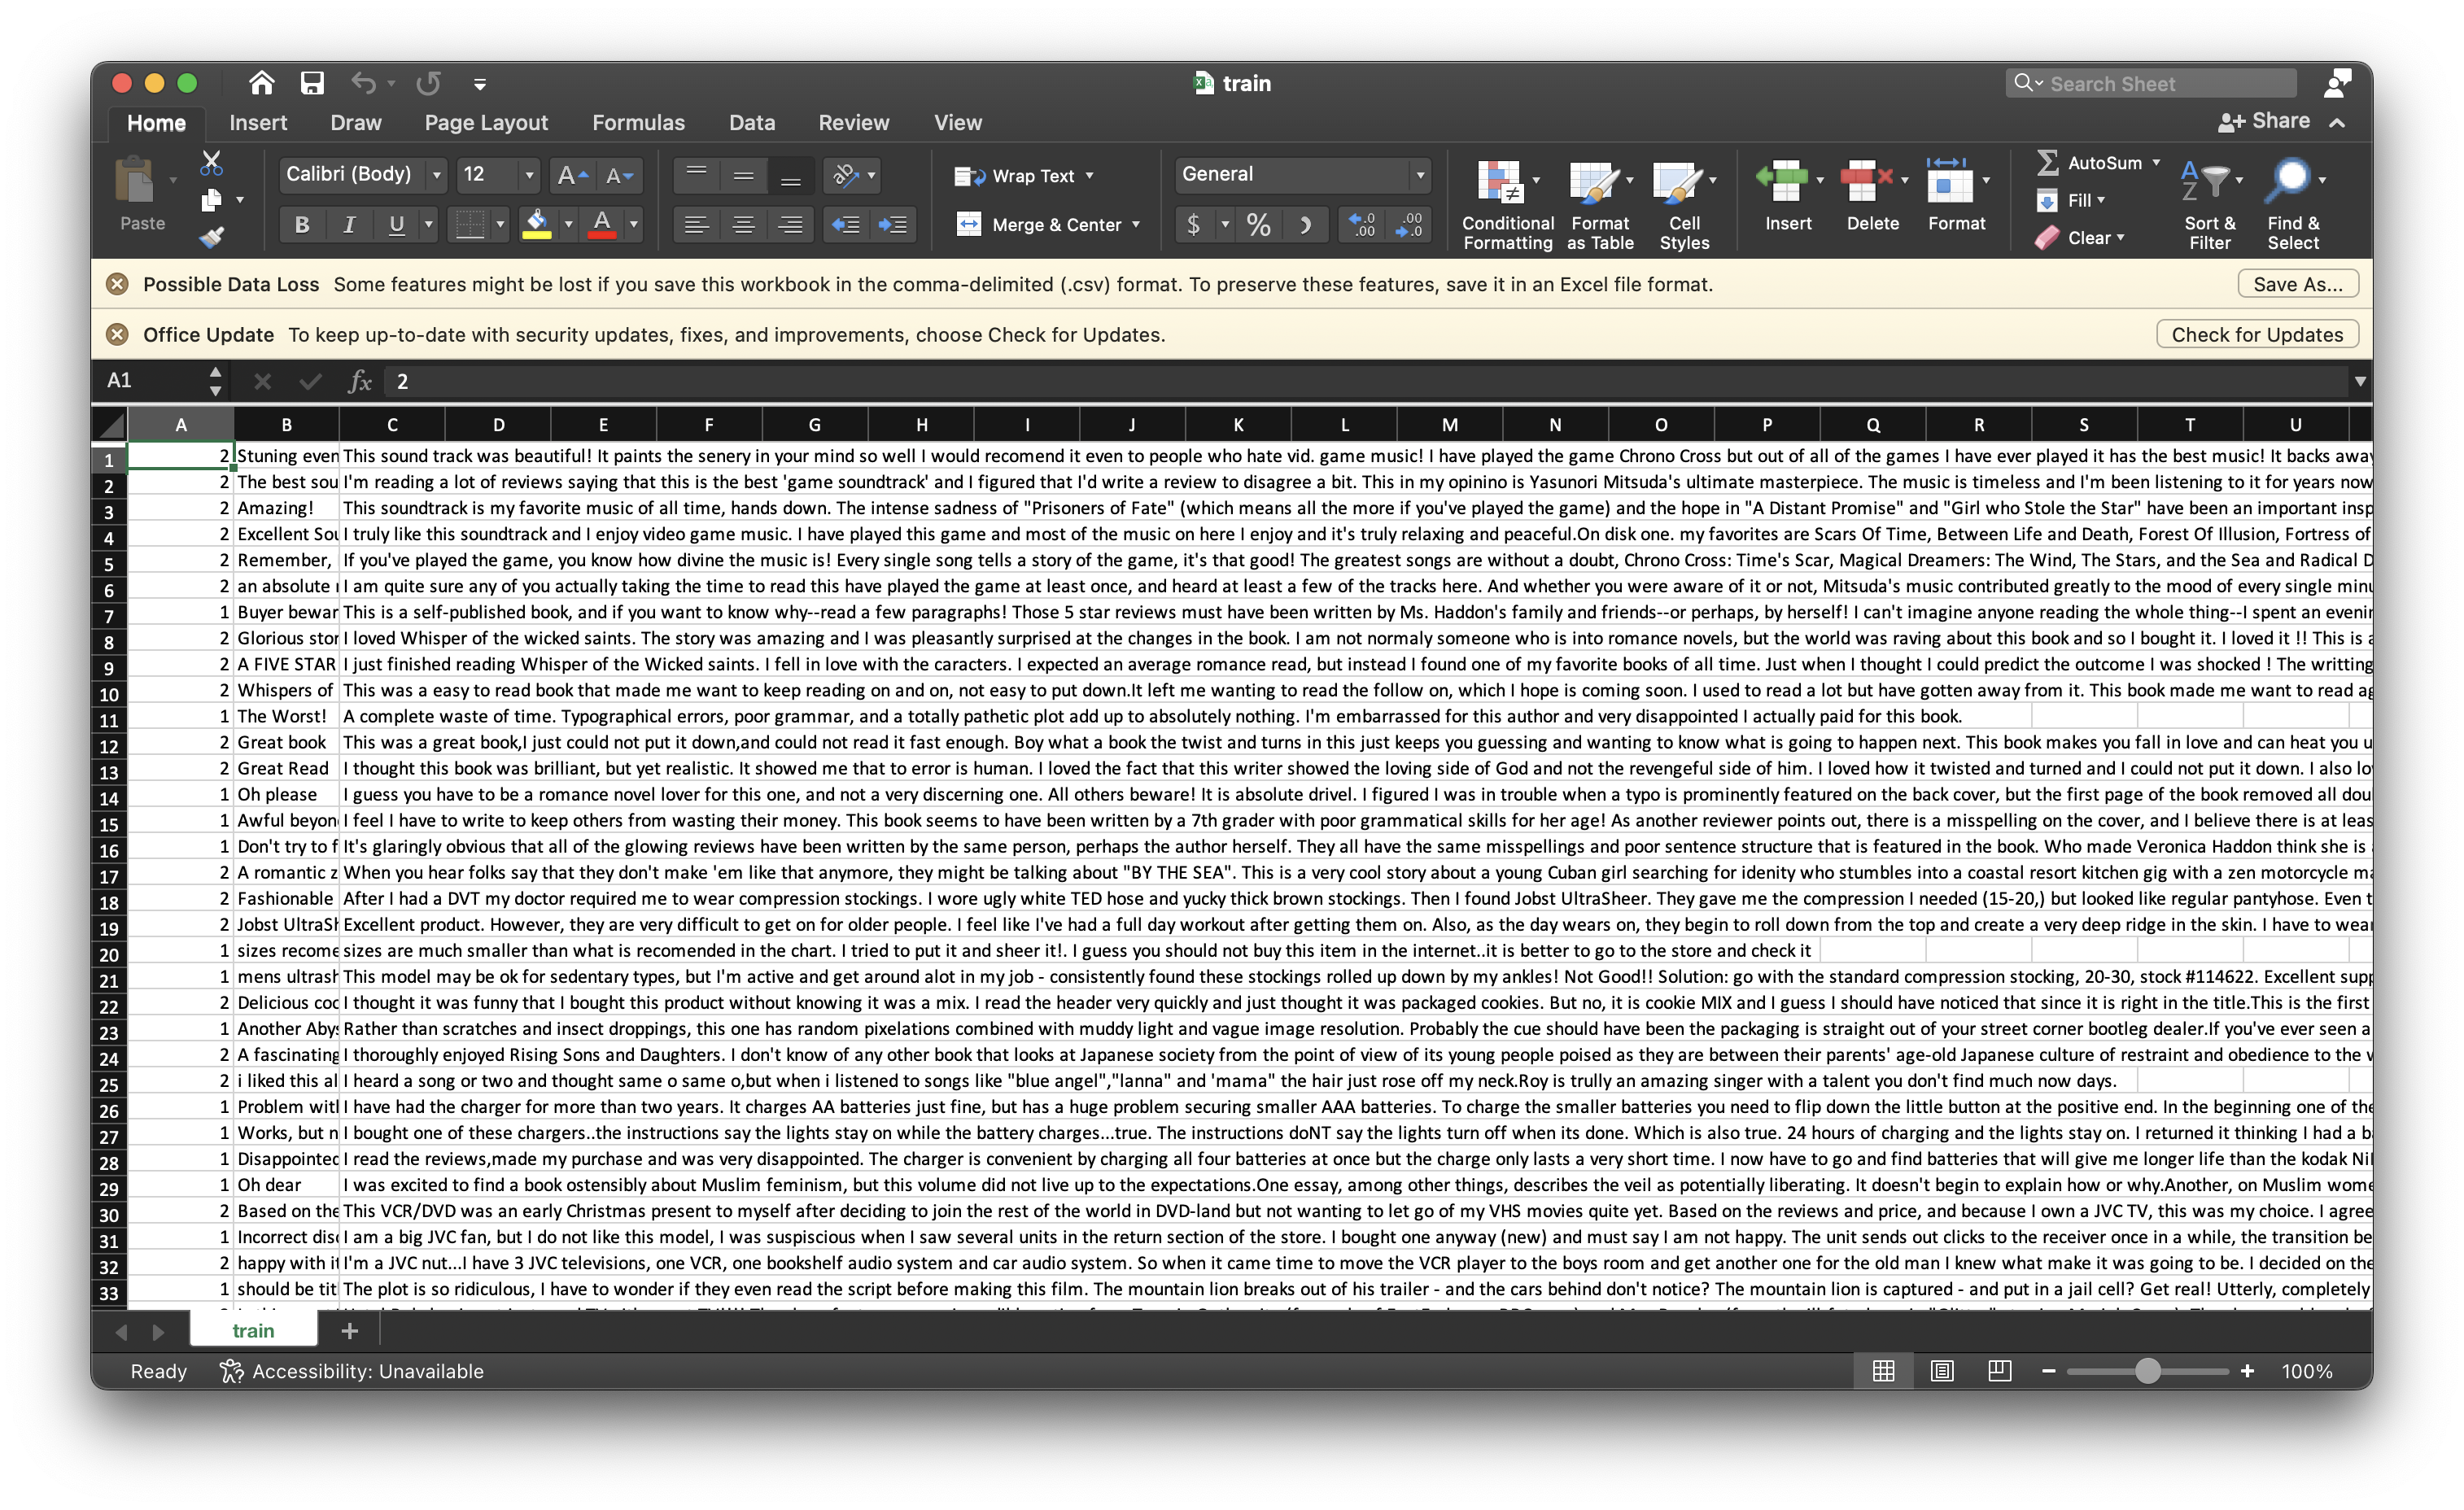 train
Search Sheet
Home Insert Draw Page Layout Formulas Data Review View
Share
Paste
Calibri (Body) 12
A A
B I U A
Wrap Text
Merge & Center
General
$ %
Conditional Formatting
Format as Table
Cell Styles
Insert Delete Format
AutoSum
Fill
Clear
Sort & Filter
Find & Select
Possible Data Loss Some features might be lost if you save this workbook in the comma-delimited (.csv) format. To preserve these features, save it in an Excel file format. Save As...
Office Update To keep up-to-date with security updates, fixes, and improvements, choose Check for Updates. Check for Updates
A1 fx 2
A B C D E F G H I J K L M N O P Q R S T U
1 2 Stuning even This sound track was beautiful! It paints the senery in your mind so well I would recomend it even to people who hate vid. game music! I have played the game Chrono Cross but out of all of the games I have ever played it has the best music! It backs away
2 2 The best sou I'm reading a lot of reviews saying that this is the best 'game soundtrack' and I figured that I'd write a review to disagree a bit. This in my opinino is Yasunori Mitsuda's ultimate masterpiece. The music is timeless and I'm been listening to it for years now
3 2 Amazing! This soundtrack is my favorite music of all time, hands down. The intense sadness of "Prisoners of Fate" (which means all the more if you've played the game) and the hope in "A Distant Promise" and "Girl who Stole the Star" have been an important insp
4 2 Excellent Sou I truly like this soundtrack and I enjoy video game music. I have played this game and most of the music on here I enjoy and it's truly relaxing and peaceful.On disk one. my favorites are Scars Of Time, Between Life and Death, Forest Of Illusion, Fortress of
5 2 Remember, If you've played the game, you know how divine the music is! Every single song tells a story of the game, it's that good! The greatest songs are without a doubt, Chrono Cross: Time's Scar, Magical Dreamers: The Wind, The Stars, and the Sea and Radical D
6 2 an absolute I am quite sure any of you actually taking the time to read this have played the game at least once, and heard at least a few of the tracks here. And whether you were aware of it or not, Mitsuda's music contributed greatly to the mood of every single minu
7 1 Buyer bewar This is a self-published book, and if you want to know why--read a few paragraphs! Those 5 star reviews must have been written by Ms. Haddon's family and friends--or perhaps, by herself! I can't imagine anyone reading the whole thing--I spent an evenin
8 2 Glorious stor I loved Whisper of the wicked saints. The story was amazing and I was pleasantly surprised at the changes in the book. I am not normaly someone who is into romance novels, but the world was raving about this book and so I bought it. I loved it !! This is a
9 2 A FIVE STAR I just finished reading Whisper of the Wicked saints. I fell in love with the caracters. I expected an average romance read, but instead I found one of my favorite books of all time. Just when I thought I could predict the outcome I was shocked ! The writting
10 2 Whispers of This was a easy to read book that made me want to keep reading on and on, not easy to put down.It left me wanting to read the follow on, which I hope is coming soon. I used to read a lot but have gotten away from it. This book made me want to read ag
11 1 The Worst! A complete waste of time. Typographical errors, poor grammar, and a totally pathetic plot add up to absolutely nothing. I'm embarrassed for this author and very disappointed I actually paid for this book.
12 2 Great book This was a great book,I just could not put it down,and could not read it fast enough. Boy what a book the twist and turns in this just keeps you guessing and wanting to know what is going to happen next. This book makes you fall in love and can heat you u
13 2 Great Read I thought this book was brilliant, but yet realistic. It showed me that to error is human. I loved the fact that this writer showed the loving side of God and not the revengeful side of him. I loved how it twisted and turned and I could not put it down. I also lo
14 1 Oh please I guess you have to be a romance novel lover for this one, and not a very discerning one. All others beware! It is absolute drivel. I figured I was in trouble when a typo is prominently featured on the back cover, but the first page of the book removed all dou
15 1 Awful beyon I feel I have to write to keep others from wasting their money. This book seems to have been written by a 7th grader with poor grammatical skills for her age! As another reviewer points out, there is a misspelling on the cover, and I believe there is at leas
16 1 Don't try to f It's glaringly obvious that all of the glowing reviews have been written by the same person, perhaps the author herself. They all have the same misspellings and poor sentence structure that is featured in the book. Who made Veronica Haddon think she is
17 2 A romantic z When you hear folks say that they don't make 'em like that anymore, they might be talking about "BY THE SEA". This is a very cool story about a young Cuban girl searching for idenity who stumbles into a coastal resort kitchen gig with a zen motorcycle ma
18 2 Fashionable After I had a DVT my doctor required me to wear compression stockings. I wore ugly white TED hose and yucky thick brown stockings. Then I found Jobst UltraSheer. They gave me the compression I needed (15-20,) but looked like regular pantyhose. Even t
19 2 Jobst UltraSh Excellent product. However, they are very difficult to get on for older people. I feel like I've had a full day workout after getting them on. Also, as the day wears on, they begin to roll down from the top and create a very deep ridge in the skin. I have to wear
20 1 sizes recome sizes are much smaller than what is recomended in the chart. I tried to put it and sheer it!. I guess you should not buy this item in the internet..it is better to go to the store and check it
21 1 mens ultrash This model may be ok for sedentary types, but I'm active and get around alot in my job - consistently found these stockings rolled up down by my ankles! Not Good!! Solution: go with the standard compression stocking, 20-30, stock #114622. Excellent supp
22 2 Delicious coo I thought it was funny that I bought this product without knowing it was a mix. I read the header very quickly and just thought it was packaged cookies. But no, it is cookie MIX and I guess I should have noticed that since it is right in the title.This is the first
23 1 Another Abys Rather than scratches and insect droppings, this one has random pixelations combined with muddy light and vague image resolution. Probably the cue should have been the packaging is straight out of your street corner bootleg dealer.If you've ever seen a
24 2 A fascinating I thoroughly enjoyed Rising Sons and Daughters. I don't know of any other book that looks at Japanese society from the point of view of its young people poised as they are between their parents' age-old Japanese culture of restraint and obedience to the w
25 2 i liked this al I heard a song or two and thought same o same o,but when i listened to songs like "blue angel","lanna" and 'mama" the hair just rose off my neck.Roy is trully an amazing singer with a talent you don't find much now days.
26 1 Problem with I have had the charger for more than two years. It charges AA batteries just fine, but has a huge problem securing smaller AAA batteries. To charge the smaller batteries you need to flip down the little button at the positive end. In the beginning one of the
27 1 Works, but n I bought one of these chargers..the instructions say the lights stay on while the battery charges...true. The instructions doNT say the lights turn off when its done. Which is also true. 24 hours of charging and the lights stay on. I returned it thinking I had a ba
28 1 Disappointed I read the reviews,made my purchase and was very disappointed. The charger is convenient by charging all four batteries at once but the charge only lasts a very short time. I now have to go and find batteries that will give me longer life than the kodak Nil
29 1 Oh dear I was excited to find a book ostensibly about Muslim feminism, but this volume did not live up to the expectations.One essay, among other things, describes the veil as potentially liberating. It doesn't begin to explain how or why.Another, on Muslim wome
30 2 Based on the This VCR/DVD was an early Christmas present to myself after deciding to join the rest of the world in DVD-land but not wanting to let go of my VHS movies quite yet. Based on the reviews and price, and because I own a JVC TV, this was my choice. I agree
31 1 Incorrect disc I am a big JVC fan, but I do not like this model, I was suspicious when I saw several units in the return section of the store. I bought one anyway (new) and must say I am not happy. The unit sends out clicks to the receiver once in a while, the transition be
32 2 happy with it I'm a JVC nut...I have 3 JVC televisions, one VCR, one bookshelf audio system and car audio system. So when it came time to move the VCR player to the boys room and get another one for the old man I knew what make it was going to be. I decided on the
33 1 should be tit The plot is so ridiculous, I have to wonder if they even read the script before making this film. The mountain lion breaks out of his trailer - and the cars behind don't notice? The mountain lion is captured - and put in a jail cell? Get real! Utterly, completely
train
Ready Accessibility: Unavailable 100%